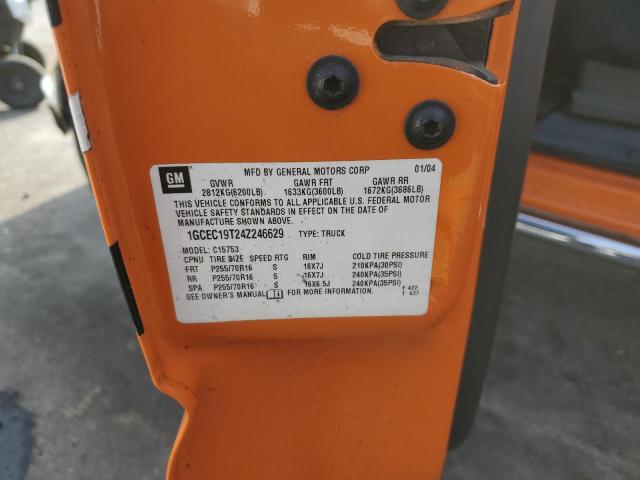 GM
MFD BY GENERAL MOTORS CORP 01/04
GVWR GAWR FRT GAWR RR
2812KG(6200LB) 1633KG(3600LB) 1672KG(3686LB)
THIS VEHICLE CONFORMS TO ALL APPLICABLE U.S. FEDERAL MOTOR
VEHICLE SAFETY STANDARDS IN EFFECT ON THE DATE OF
MANUFACTURE SHOWN ABOVE.
1GCEC19T24Z246629 TYPE: TRUCK
MODEL: C15753
CPNU TIRE SIZE SPEED RTG RIM COLD TIRE PRESSURE
FRT P255/70R16 S 16X7J 210KPA(30PSI)
RR P255/70R16 S 16X7J 240KPA(35PSI)
SPA P255/70R16 S 16X6.5J 240KPA(35PSI)
SEE OWNER'S MANUAL FOR MORE INFORMATION.
F 422
T 527